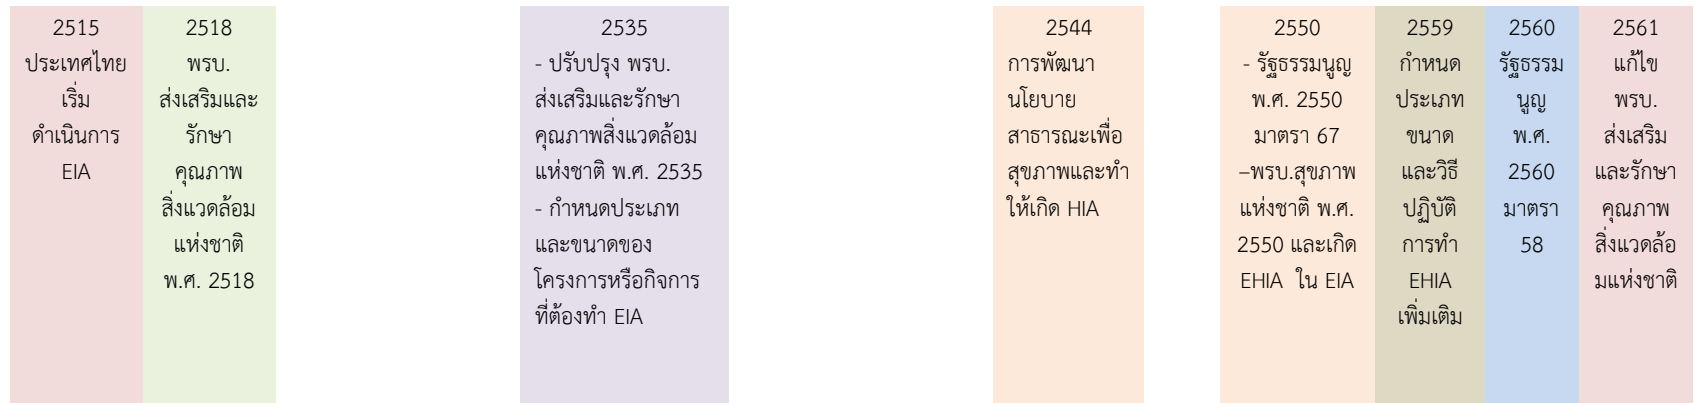 2515
ประเทศไทย
เริ่ม
ดำเนินการ
EIA
2518
พรบ.
ส่งเสริมและ
รักษา
คุณภาพ
สิ่งแวดล้อม
แห่งชาติ
พ.ศ. 2518
2535
- ปรับปรุง พรบ.
ส่งเสริมและรักษา
คุณภาพสิ่งแวดล้อม
แห่งชาติ พ.ศ. 2535
- กำหนดประเภท
และขนาดของ
โครงการหรือกิจการ
ที่ต้องทำ EIA
2544
การพัฒนา
นโยบาย
สาธารณะเพื่อ
สุขภาพและทำ
ให้เกิด HIA
2550
- รัฐธรรมนูญ
พ.ศ. 2550
มาตรา 67
–พรบ.สุขภาพ
แห่งชาติ พ.ศ.
2550 และเกิด
EHIA ใน EIA
2559
กำหนด
ประเภท
ขนาด
และวิธี
ปฏิบัติ
การทำ
EHIA
เพิ่มเติม
2560
รัฐธรรม
นูญ
พ.ศ.
2560
มาตรา
58
2561
แก้ไข
พรบ.
ส่งเสริม
และรักษา
คุณภาพ
สิ่งแวดล้อ
มแห่งชาติ